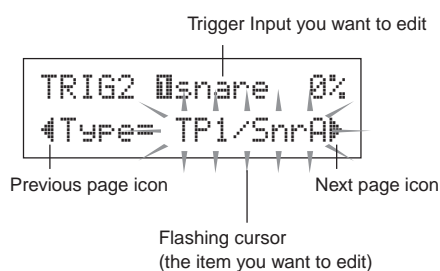 Trigger Input you want to edit
TRIG2 1snare 0%
Type= TP1/SnrA
Previous page icon
Next page icon
Flashing cursor
(the item you want to edit)